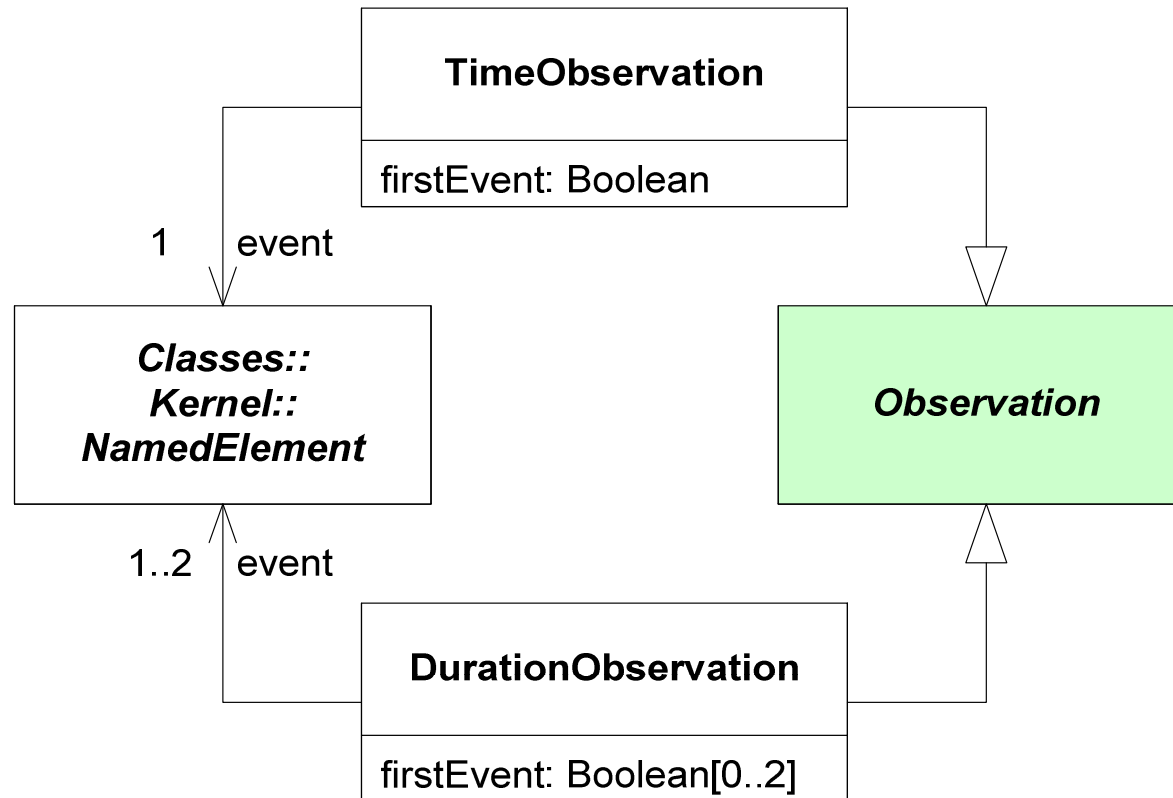 TimeObservation
firstEvent: Boolean
1 event
Classes::
Kernel::
NamedElement
Observation
1..2 event
DurationObservation
firstEvent: Boolean[0..2]